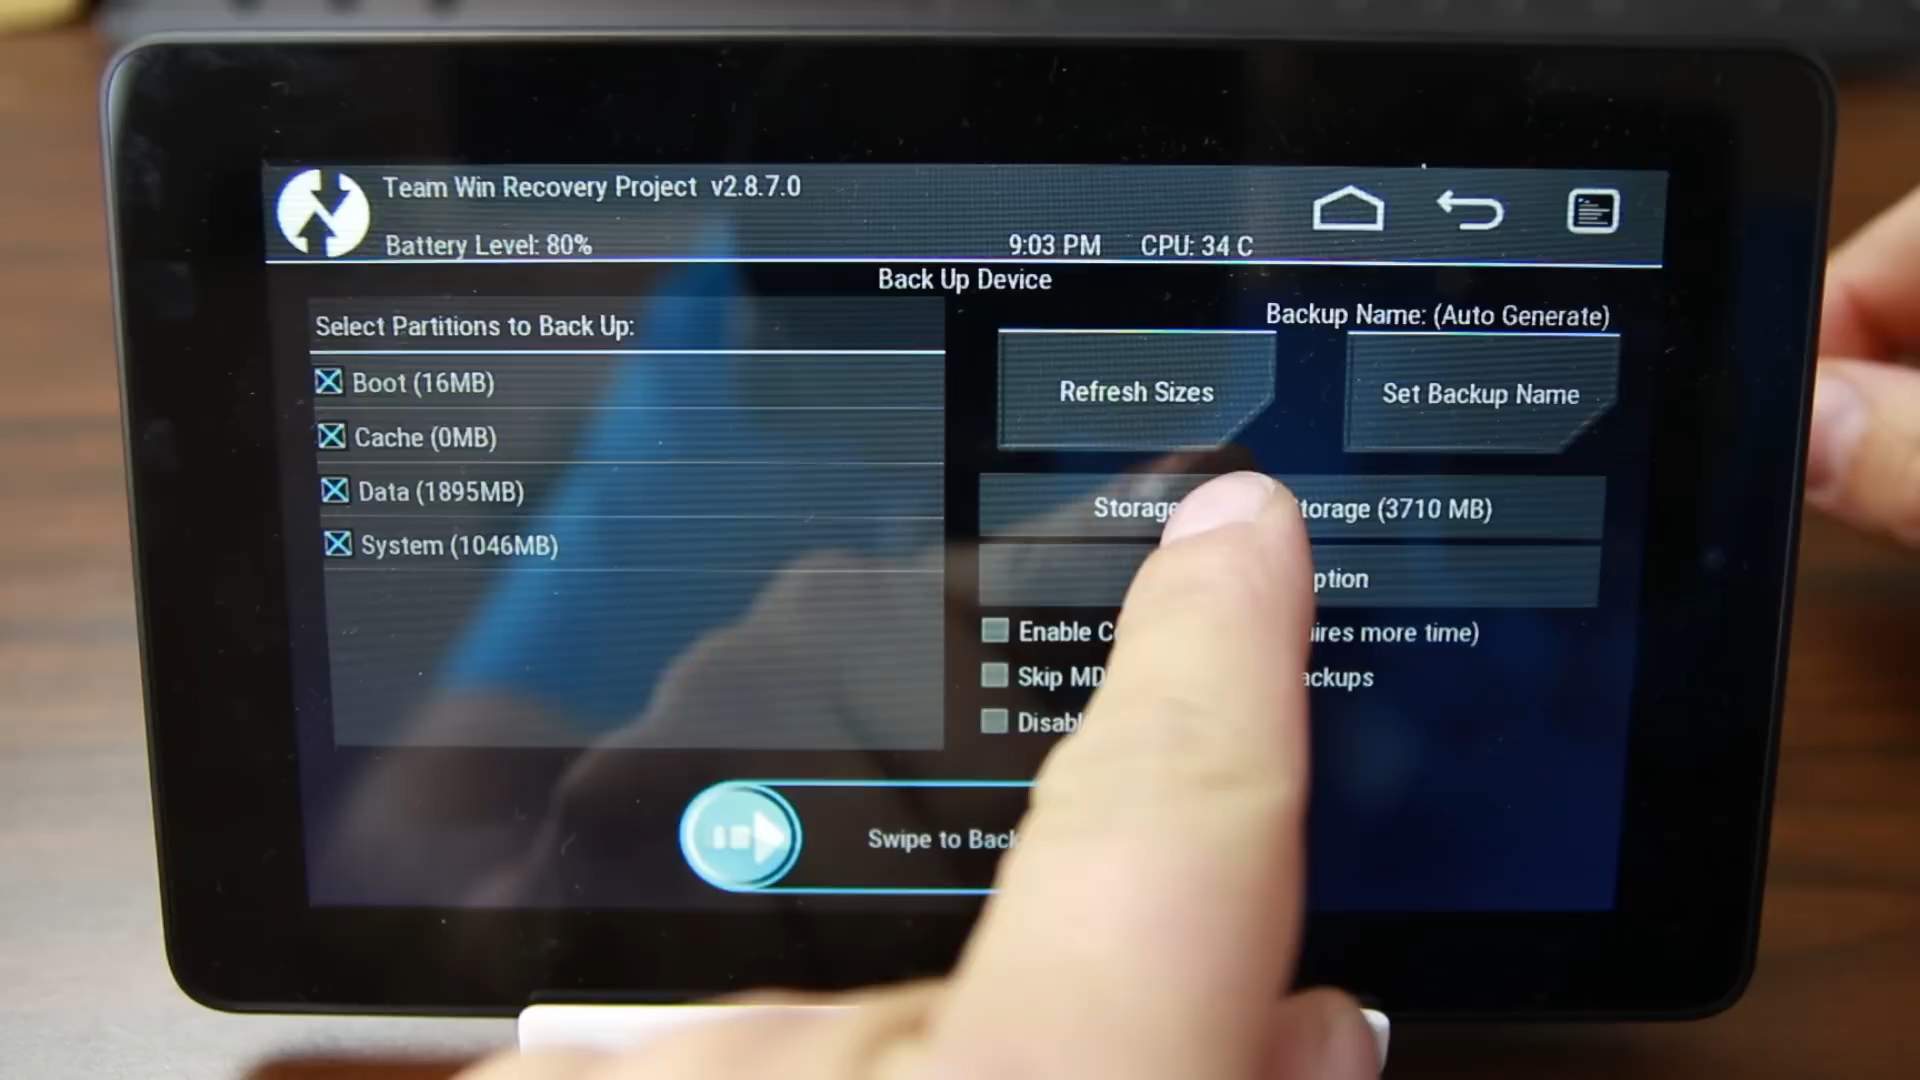 Team Win Recovery Project v2.8.7.0
Battery Level: 80%
9:03 PM
CPU: 34 C
Back Up Device
Select Partitions to Back Up:
Boot (16MB)
Cache (0MB)
Data (1895MB)
System (1046MB)
Backup Name: (Auto Generate)
Refresh Sizes
Set Backup Name
Storage torage (3710 MB)
ption
Enable C ires more time)
Skip MD ackups
Disabl
Swipe to Back